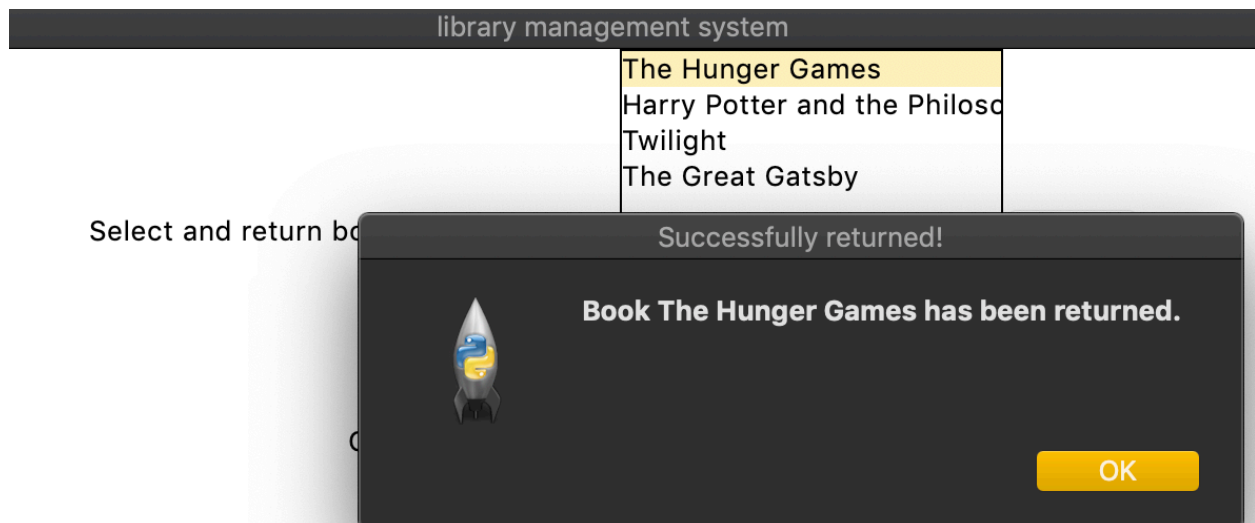 library management system
The Hunger Games
Harry Potter and the Philoso
Twilight
The Great Gatsby
Select and return bo
Successfully returned!
Book The Hunger Games has been returned.
OK